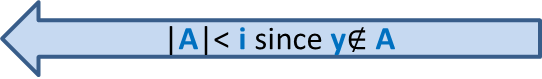 |A|< i since y∉ A